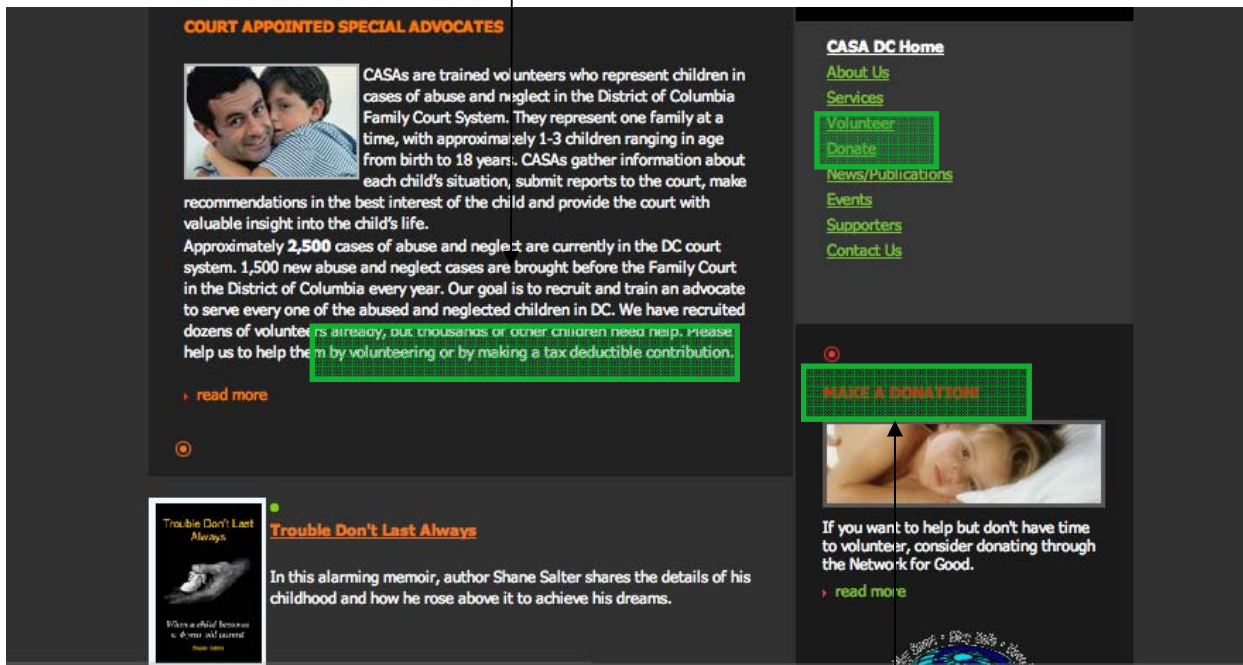 COURT APPOINTED SPECIAL ADVOCATES
CASAs are trained volunteers who represent children in
cases of abuse and neglect in the District of Columbia
Family Court System. They represent one family at a
time, with approximately 1-3 children ranging in age
from birth to 18 years. CASAs gather information about
each child's situation, submit reports to the court, make
recommendations in the best interest of the child and provide the court with
valuable insight into the child's life.
Approximately 2,500 cases of abuse and neglect are currently in the DC court
system. 1,500 new abuse and neglect cases are brought before the Family Court
in the District of Columbia every year. Our goal is to recruit and train an advocate
to serve every one of the abused and neglected children in DC. We have recruited
dozens of volunteers already, but thousands of other children need help. Please
help us to help them by volunteering or by making a tax deductible contribution.
read more
Trouble Don't Last
Always
When a child becomes
a 6-year old parent
Trouble Don't Last Always
In this alarming memoir, author Shane Salter shares the details of his
childhood and how he rose above it to achieve his dreams.
CASA DC Home
About Us
Services
Volunteer
Donate
News/Publications
Events
Supporters
Contact Us
MAKE A DONATION!
If you want to help but don't have time
to volunteer, consider donating through
the Network for Good.
read more